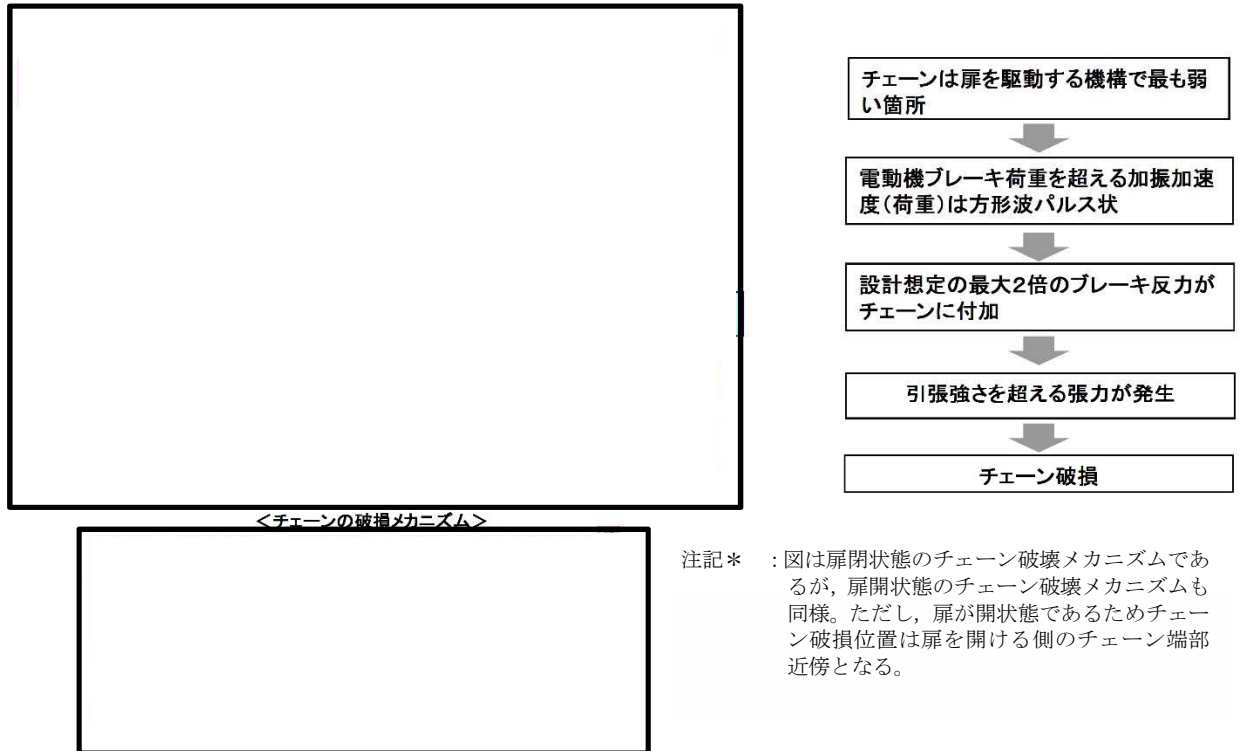 チェーンは扉を駆動する機構で最も弱
い箇所
電動機ブレーキ荷重を超える加振加速
度(荷重)は方形波パルス状
設計想定の最大2倍のブレーキ反力が
チェーンに付加
引張強さを超える張力が発生
チェーン破損
<チェーンの破損メカニズム>
注記＊　:図は扉閉状態のチェーン破壊メカニズムであ
るが，扉開状態のチェーン破壊メカニズムも
同様。ただし，扉が開状態であるためチェー
ン破損位置は扉を開ける側のチェーン端部
近傍となる。